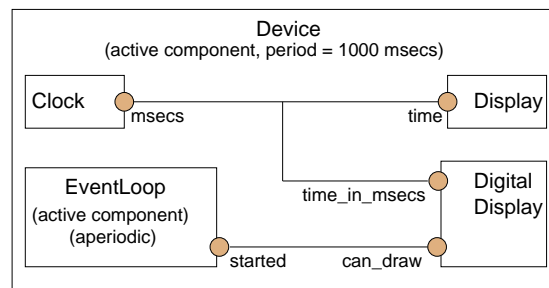 Device
(active component, period = 1000 msecs)
Clock
msecs
time
Display
EventLoop
(active component)
(aperiodic)
time_in_msecs
Digital
Display
started
can_draw